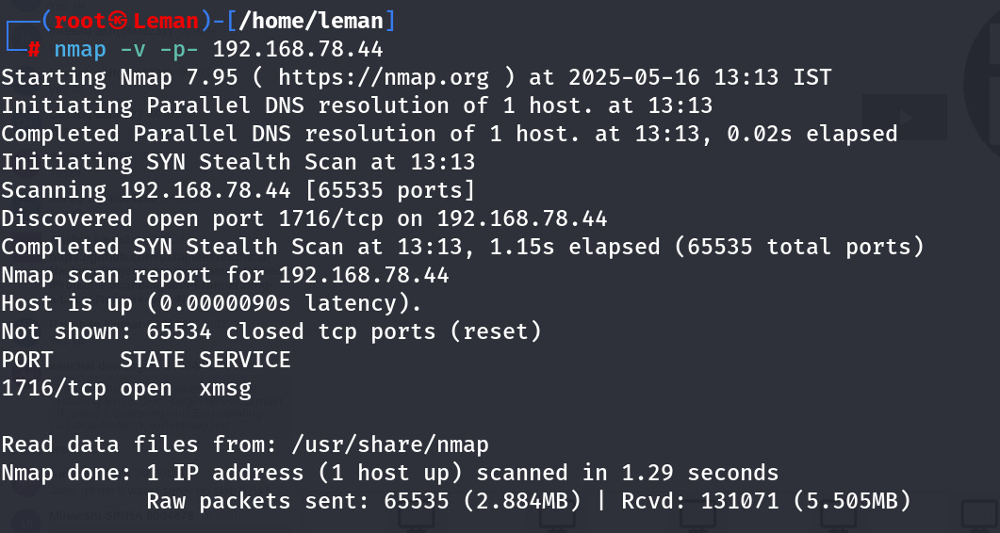 ┌──(root㉿Leman)-[/home/leman]
└─# nmap -v -p- 192.168.78.44
Starting Nmap 7.95 ( https://nmap.org ) at 2025-05-16 13:13 IST
Initiating Parallel DNS resolution of 1 host. at 13:13
Completed Parallel DNS resolution of 1 host. at 13:13, 0.02s elapsed
Initiating SYN Stealth Scan at 13:13
Scanning 192.168.78.44 [65535 ports]
Discovered open port 1716/tcp on 192.168.78.44
Completed SYN Stealth Scan at 13:13, 1.15s elapsed (65535 total ports)
Nmap scan report for 192.168.78.44
Host is up (0.0000090s latency).
Not shown: 65534 closed tcp ports (reset)
PORT     STATE SERVICE
1716/tcp open  xmsg
Read data files from: /usr/share/nmap
Nmap done: 1 IP address (1 host up) scanned in 1.29 seconds
           Raw packets sent: 65535 (2.884MB) | Rcvd: 131071 (5.505MB)